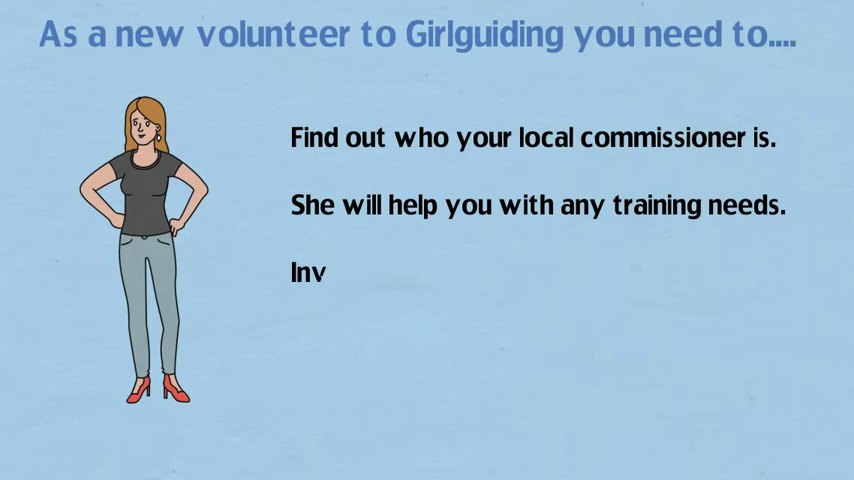 As a new volunteer to Girlguiding you need to....
Find out who your local commissioner is.
She will help you with any training needs.
Inv